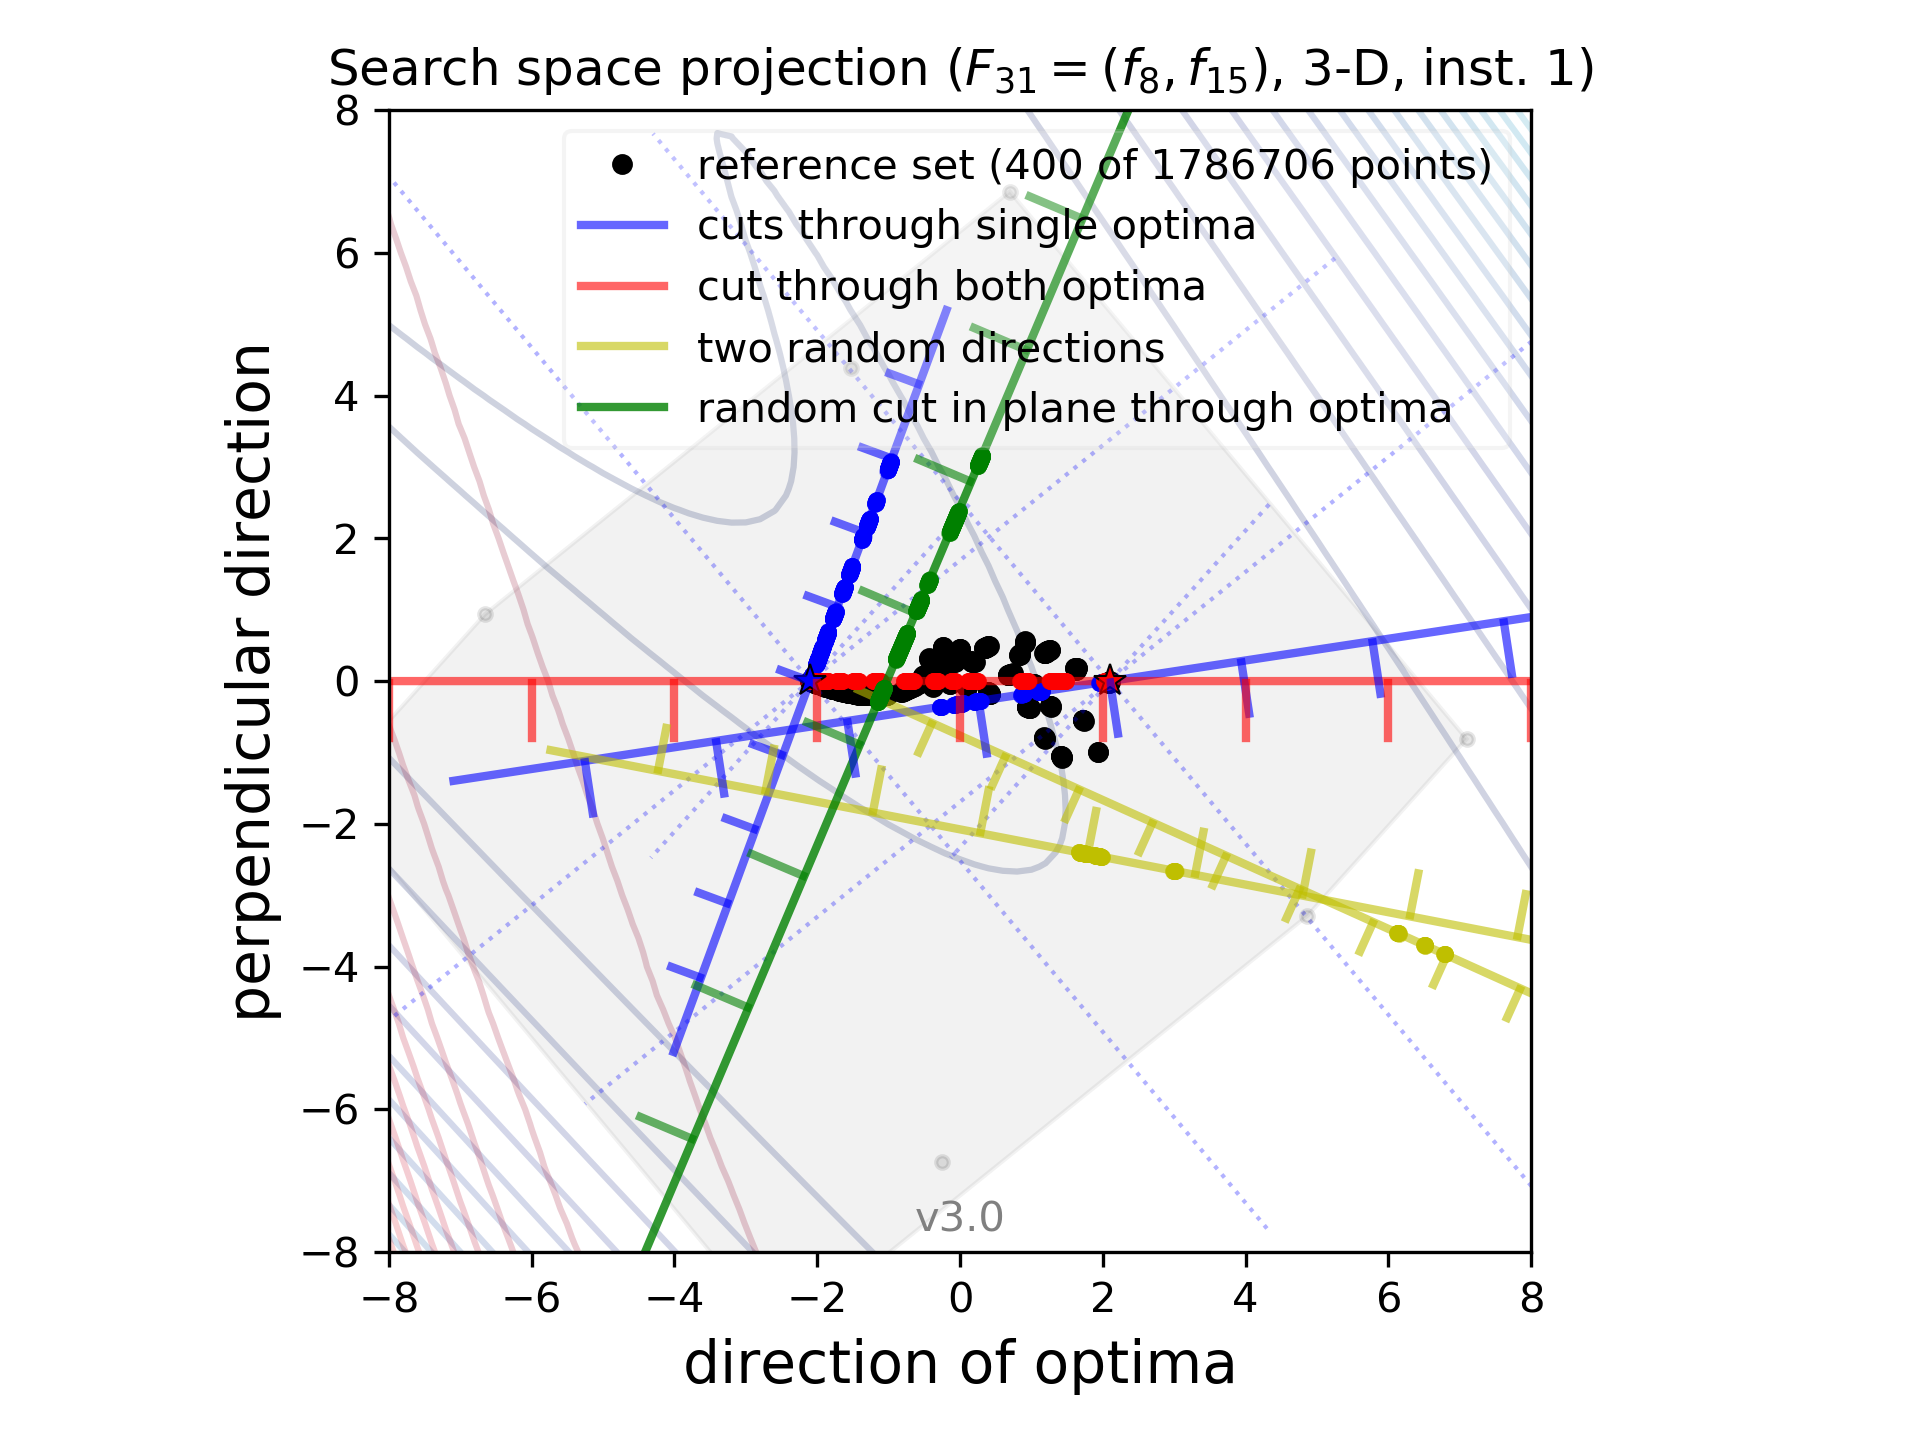 Search space projection (F31 = (f8, f15), 3-D, inst. 1)
reference set (400 of 1786706 points)
cuts through single optima
cut through both optima
two random directions
random cut in plane through optima
8
6
4
2
0
−2
−4
−6
−8
perpendicular direction
v3.0
−8 −6 −4 −2 0 2 4 6 8
direction of optima